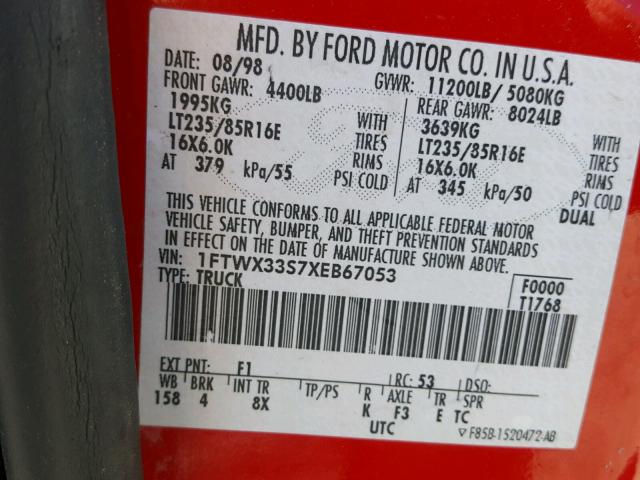 MFD. BY FORD MOTOR CO. IN U.S.A.
DATE: 08/98 GVWR: 11200LB/ 5080KG
FRONT GAWR: 4400LB REAR GAWR: 8024LB
1995KG WITH 3639KG WITH
LT235/85R16E TIRES LT235/85R16E TIRES
16X6.0K RIMS 16X6.0K RIMS
AT 379 kPa/55 PSI COLD AT 345 kPa/50 PSI COLD
DUAL
THIS VEHICLE CONFORMS TO ALL APPLICABLE FEDERAL MOTOR
VEHICLE SAFETY, BUMPER, AND THEFT PREVENTION STANDARDS
IN EFFECT ON THE DATE OF MANUFACTURE SHOWN ABOVE.
VIN: 1FTWX33S7XEB67053
TYPE: TRUCK
F0000
T1768
EXT PNT: F1 RC: 53 DSO:
WB BRK INT TR TP/PS R AXLE TR SPR
158 4 8X K F3 E TC
UTC
▽ F85B-1520472-AB